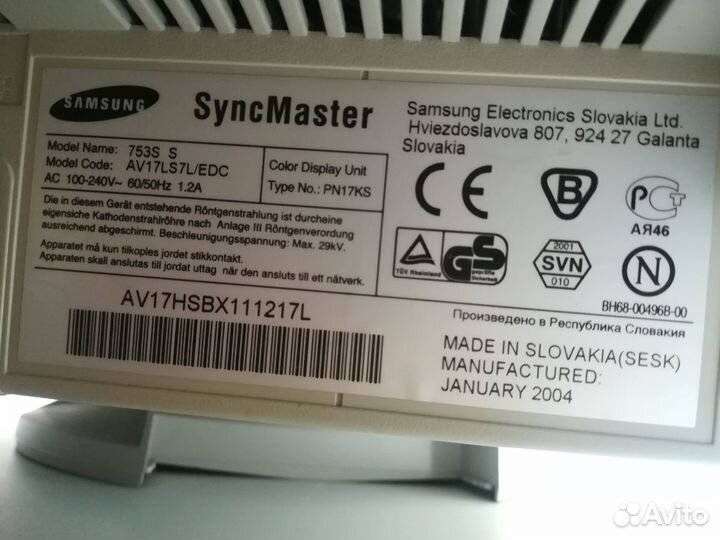 SAMSUNG
SyncMaster
Model Name: 753S S
Model Code: AV17LS7L/EDC
AC 100-240V~ 60/50Hz 1.2A
Color Display Unit
Type No.: PN17KS
Die in diesem Gerät entstehende Röntgenstrahlung ist durcheine
eigensiche Kathodenstrahlröhre nach Anlage III Röntgenverordung
ausreichend abgeschirmt. Beschleunigungsspannung: Max. 29kV.
Apparatet må kun tilkoples jordet stikkontakt.
Apparaten skall anslutas till jordat uttag när den ansluts till ett nätverk.
AV17HSBX111217L
Samsung Electronics Slovakia Ltd.
Hviezdoslavova 807, 924 27 Galanta
Slovakia
CE
B
РСТ
АЯ46
TÜV Rheinland
GS
geprüfte
Sicherheit
2001
SVN
010
N
BH68-00496B-00
Произведено в Республика Словакия
MADE IN SLOVAKIA(SESK)
MANUFACTURED:
JANUARY 2004
Avito